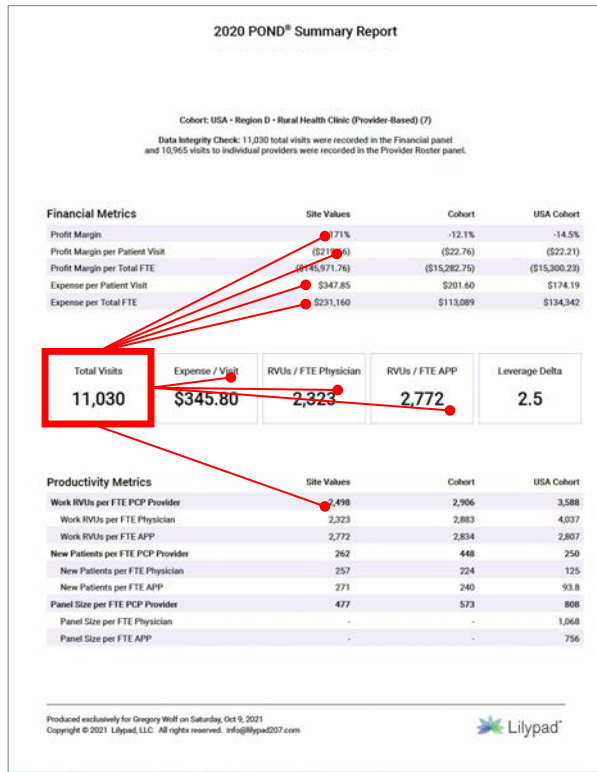 2020 POND® Summary Report
Cohort: USA • Region D • Rural Health Clinic (Provider-Based) (7)
Data Integrity Check: 11,030 total visits were recorded in the Financial panel
and 10,965 visits to individual providers were recorded in the Provider Roster panel.
Financial Metrics Site Values Cohort USA Cohort
Profit Margin 171% -12.1% -14.5%
Profit Margin per Patient Visit ($22.76) ($22.21)
Profit Margin per Total FTE ($145,971.76) ($15,282.75) ($15,300.23)
Expense per Patient Visit $347.85 $201.60 $174.19
Expense per Total FTE $231,160 $113,089 $134,342
Total Visits Expense / Visit RVUs / FTE Physician RVUs / FTE APP Leverage Delta
11,030 $345.80 2,323 2,772 2.5
Productivity Metrics Site Values Cohort USA Cohort
Work RVUs per FTE PCP Provider 2,498 2,906 3,588
Work RVUs per FTE Physician 2,323 2,883 4,037
Work RVUs per FTE APP 2,772 2,834 2,807
New Patients per FTE PCP Provider 262 448 250
New Patients per FTE Physician 257 224 125
New Patients per FTE APP 271 240 93.8
Panel Size per FTE PCP Provider 477 573 808
Panel Size per FTE Physician - - 1,068
Panel Size per FTE APP - - 756
Produced exclusively for Gregory Wolf on Saturday, Oct 9, 2021
Copyright © 2021 Lilypad, LLC. All rights reserved. info@lilypad207.com
Lilypad